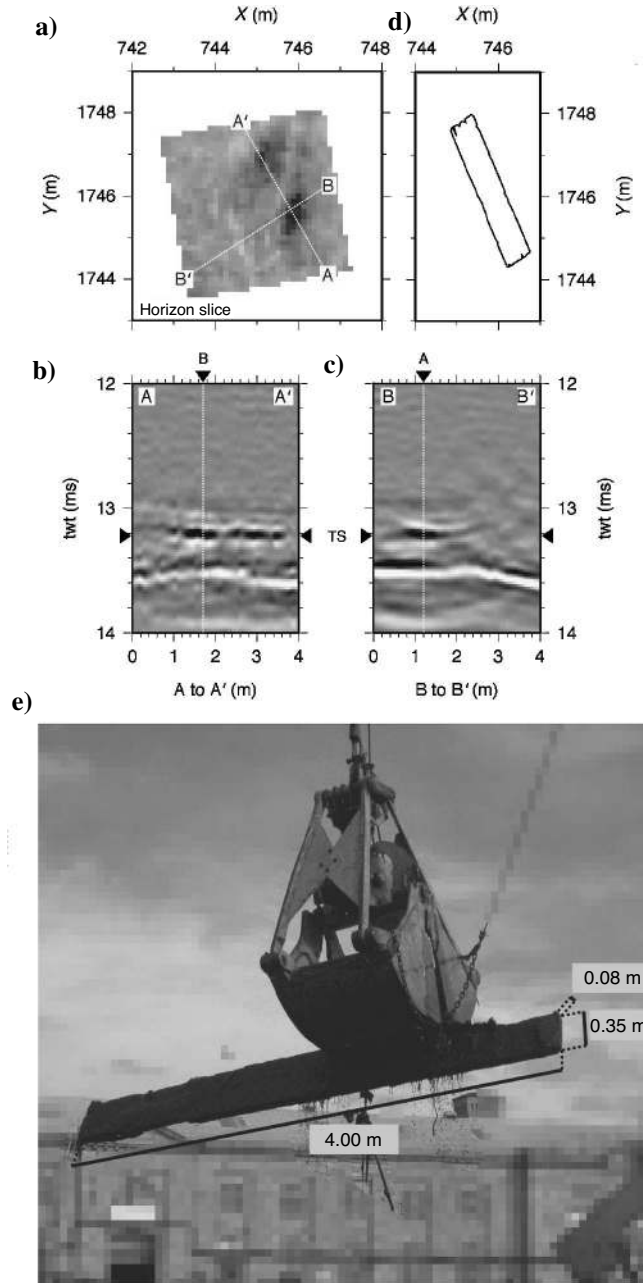 a)
X (m)
742 744 746 748
1748
1746
1744
Y (m)
A'
B
B'
A
Horizon slice
d)
X (m)
744 746
1748
1746
1744
Y (m)
b)
B
12
13
14
twt (ms)
A A'
0 1 2 3 4
A to A' (m)
TS
c)
A
B B'
12
13
14
twt (ms)
0 1 2 3 4
B to B' (m)
e)
0.08 m
0.35 m
4.00 m